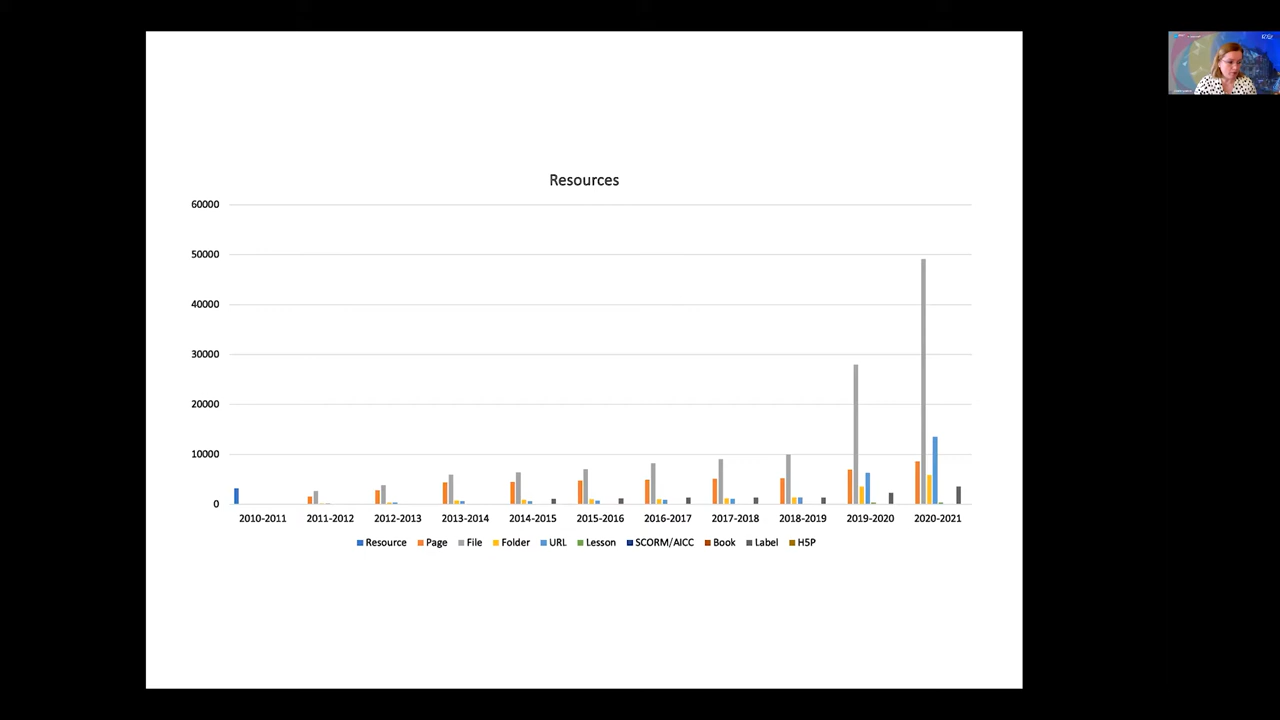 Resources
60000
50000
40000
30000
20000
10000
0
2010-2011 2011-2012 2012-2013 2013-2014 2014-2015 2015-2016 2016-2017 2017-2018 2018-2019 2019-2020 2020-2021
Resource Page File Folder URL Lesson SCORM/AICC Book Label H5P